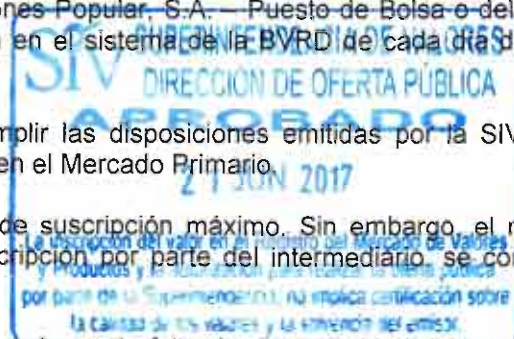 nes Popular, S.A. – Puesto de Bolsa o del
en el sistema de la BVRD de cada día d
SIV SUPERINTENDENCIA DE VALORES
DIRECCIÓN DE OFERTA PÚBLICA
APROBADO
mplir las disposiciones emitidas por la SIV
en el Mercado Primario.
21 JUN 2017
de suscripción máximo. Sin embargo, el m
La inscripción del valor en el Registro del Mercado de Valores
cripción por parte del intermediario, se co
y Productos y la para la oferta pública
por parte de la Superintendencia, no implica certificación sobre
la calidad de los valores y la solvencia del emisor.